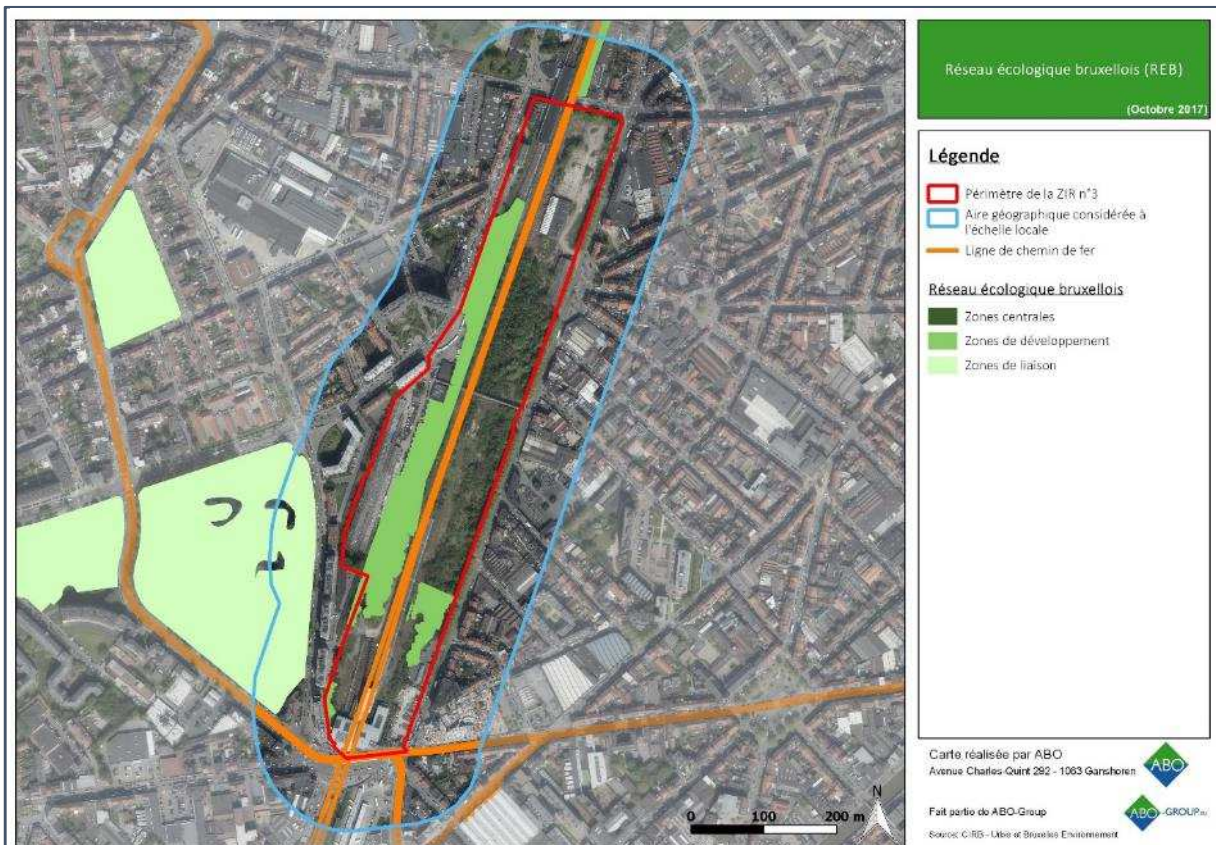 Réseau écologique bruxellois (REB)
(Octobre 2017)
Légende
Périmètre de la ZIR n°3
Aire géographique considérée à
l'échelle locale
Ligne de chemin de fer
Réseau écologique bruxellois
Zones centrales
Zones de développement
Zones de liaison
Carte réalisée par ABO
Avenue Charles-Quint 292 - 1063 Ganshoren
ABO
Fait partie de ABO-Group
ABO-GROUP
Source: CIRB - Urbis et Bruxelles Environnement
0 100 200 m
N